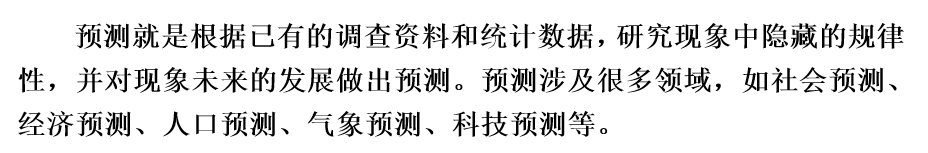 预测就是根据已有的调查资料和统计数据，研究现象中隐藏的规律
性，并对现象未来的发展做出预测。预测涉及很多领域，如社会预测、
经济预测、人口预测、气象预测、科技预测等。